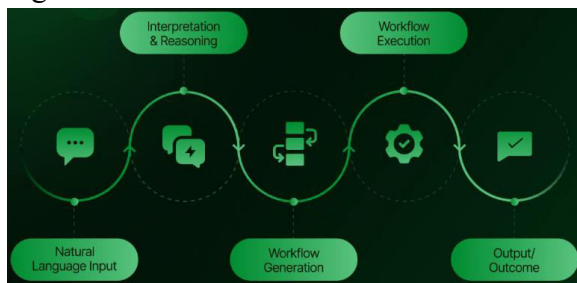 Interpretation
& Reasoning
Workflow
Execution
Natural
Language Input
Workflow
Generation
Output/
Outcome